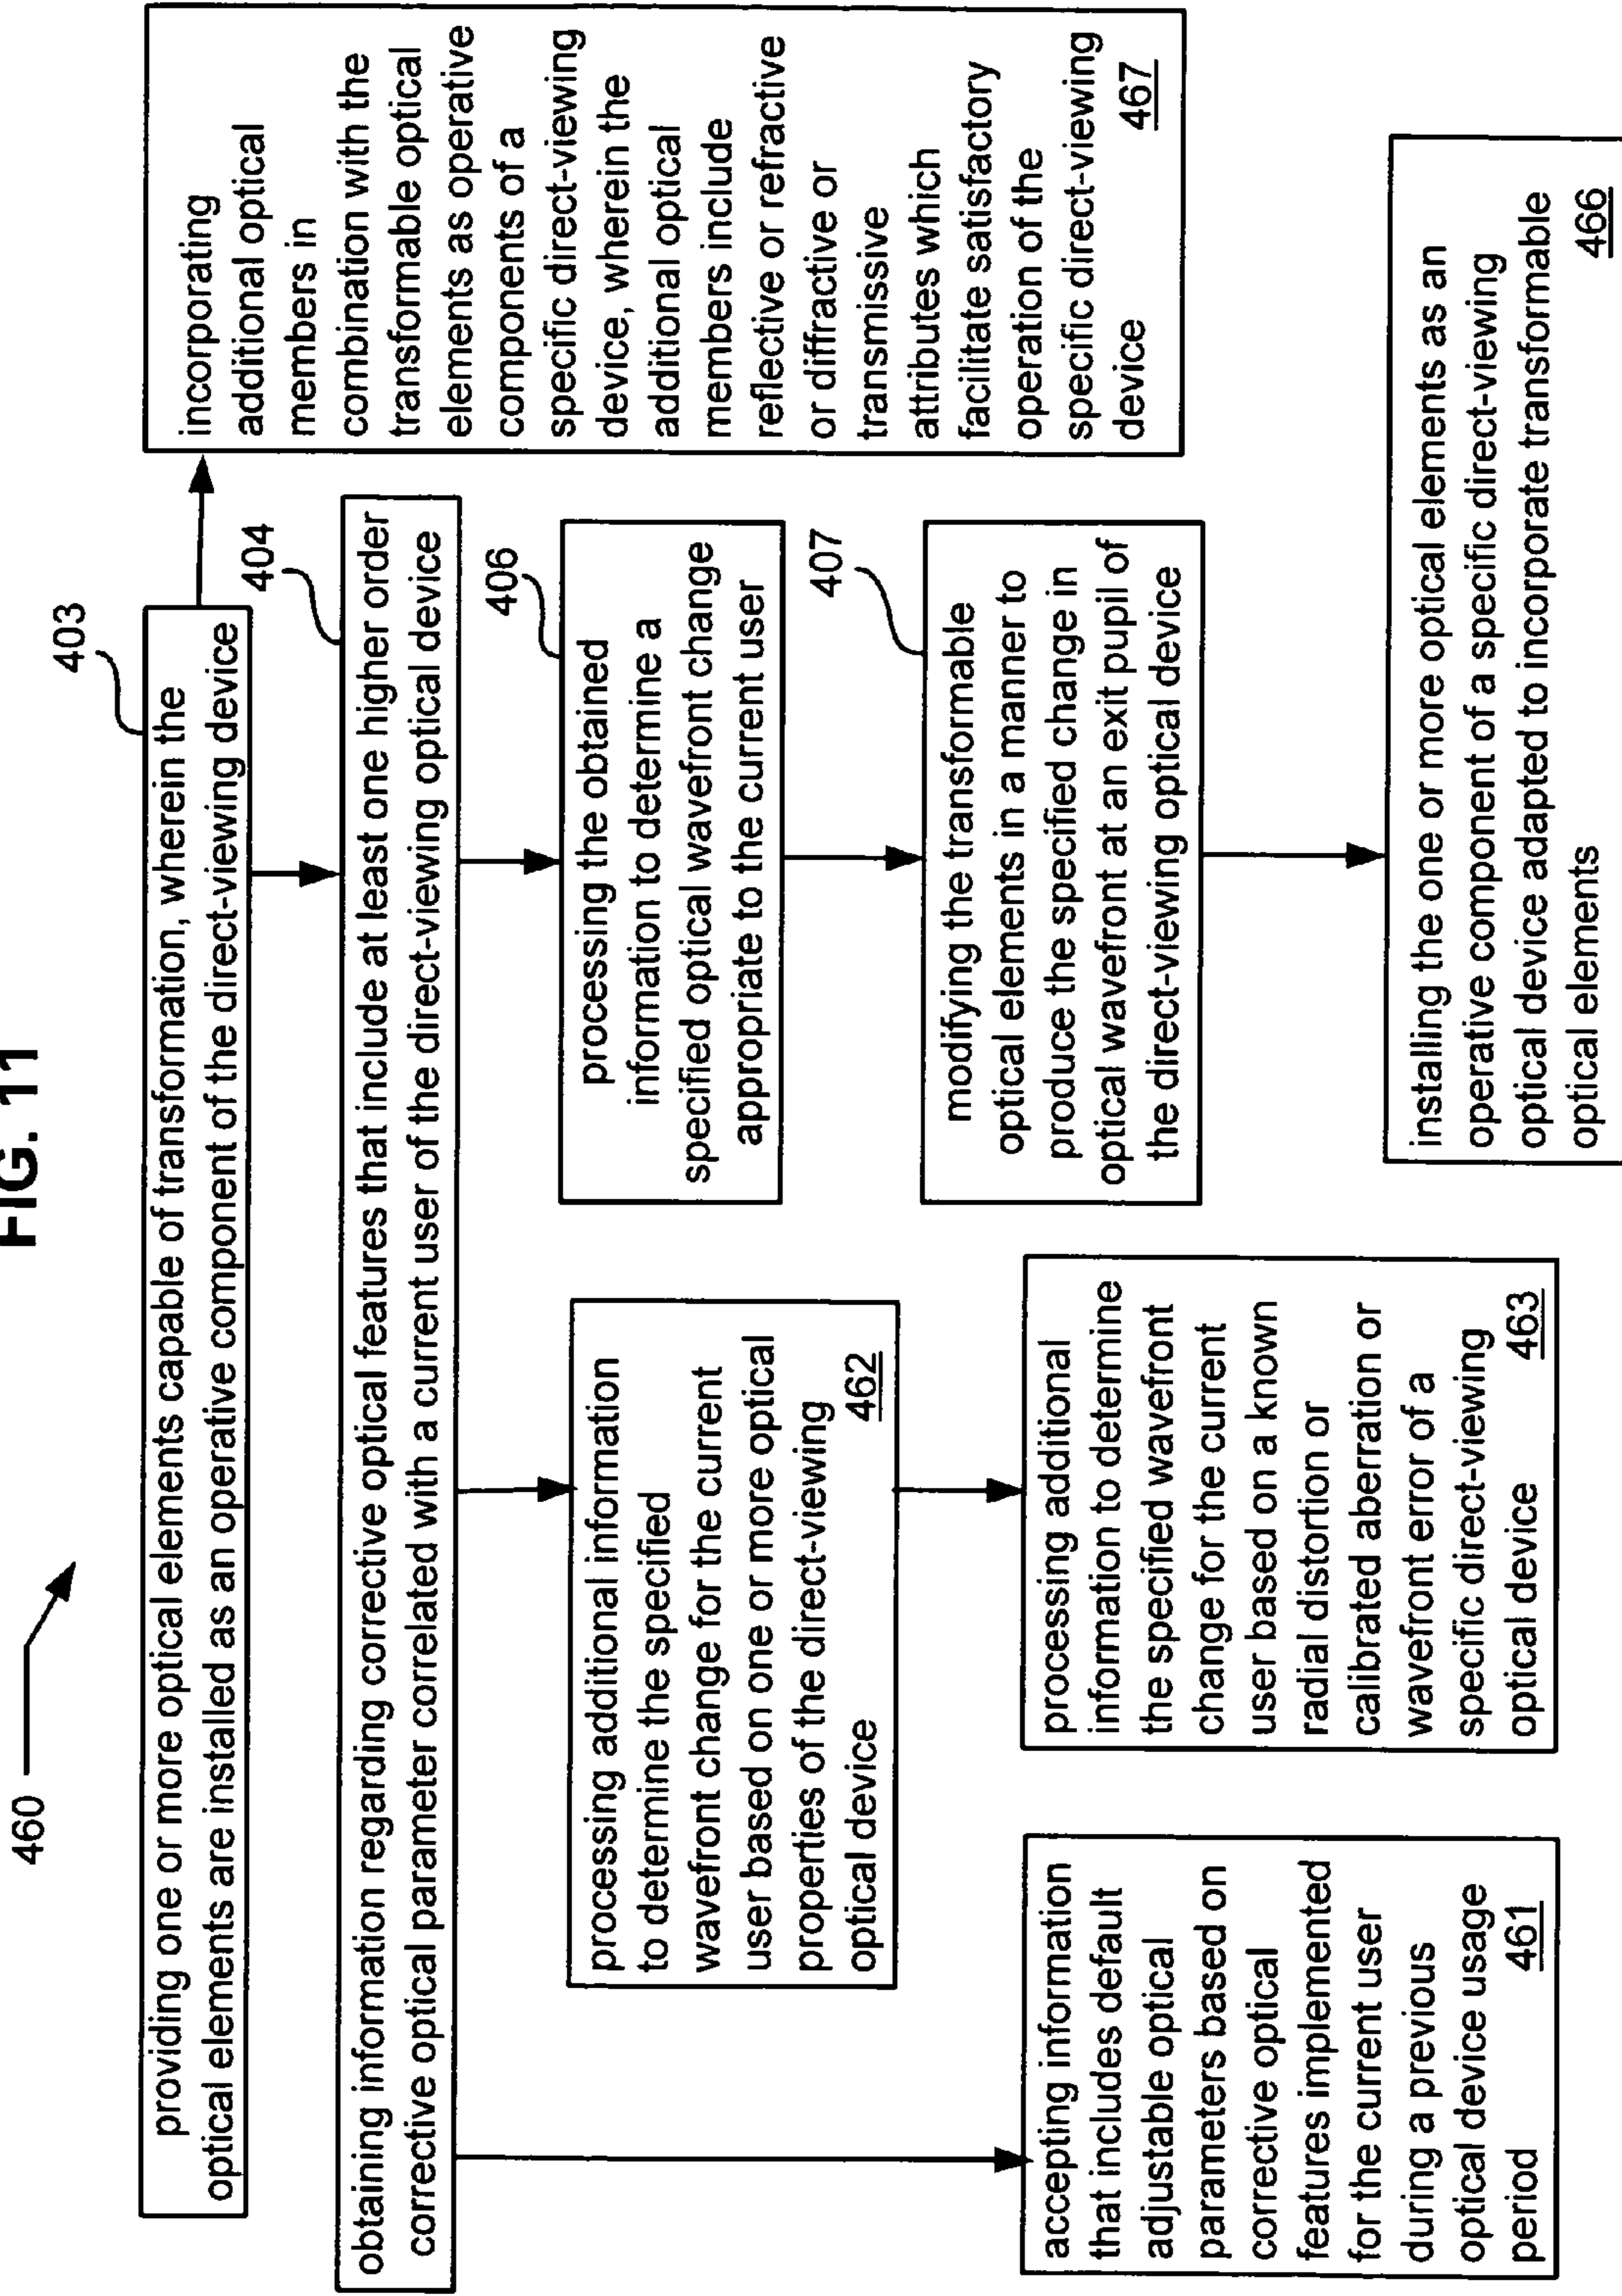 FIG. 11
460
403
providing one or more optical elements capable of transformation, wherein the
optical elements are installed as an operative component of the direct-viewing device
404
obtaining information regarding corrective optical features that include at least one higher order
corrective optical parameter correlated with a current user of the direct-viewing optical device
incorporating
additional optical
members in
combination with the
transformable optical
elements as operative
components of a
specific direct-viewing
device, wherein the
additional optical
members include
reflective or refractive
or diffractive or
transmissive
attributes which
facilitate satisfactory
operation of the
specific direct-viewing
device 467
406
processing the obtained
information to determine a
specified optical wavefront change
appropriate to the current user
407
modifying the transformable
optical elements in a manner to
produce the specified change in
optical wavefront at an exit pupil of
the direct-viewing optical device
processing additional information
to determine the specified
wavefront change for the current
user based on one or more optical
properties of the direct-viewing
optical device 462
accepting information
that includes default
adjustable optical
parameters based on
corrective optical
features implemented
for the current user
during a previous
optical device usage
period 461
processing additional
information to determine
the specified wavefront
change for the current
user based on a known
radial distortion or
calibrated aberration or
wavefront error of a
specific direct-viewing
optical device 463
installing the one or more optical elements as an
operative component of a specific direct-viewing
optical device adapted to incorporate transformable
optical elements 466